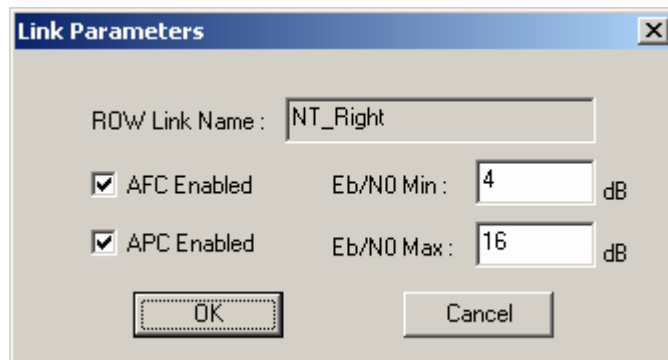 Link Parameters
ROW Link Name : NT_Right
AFC Enabled Eb/N0 Min : 4 dB
APC Enabled Eb/N0 Max : 16 dB
OK Cancel